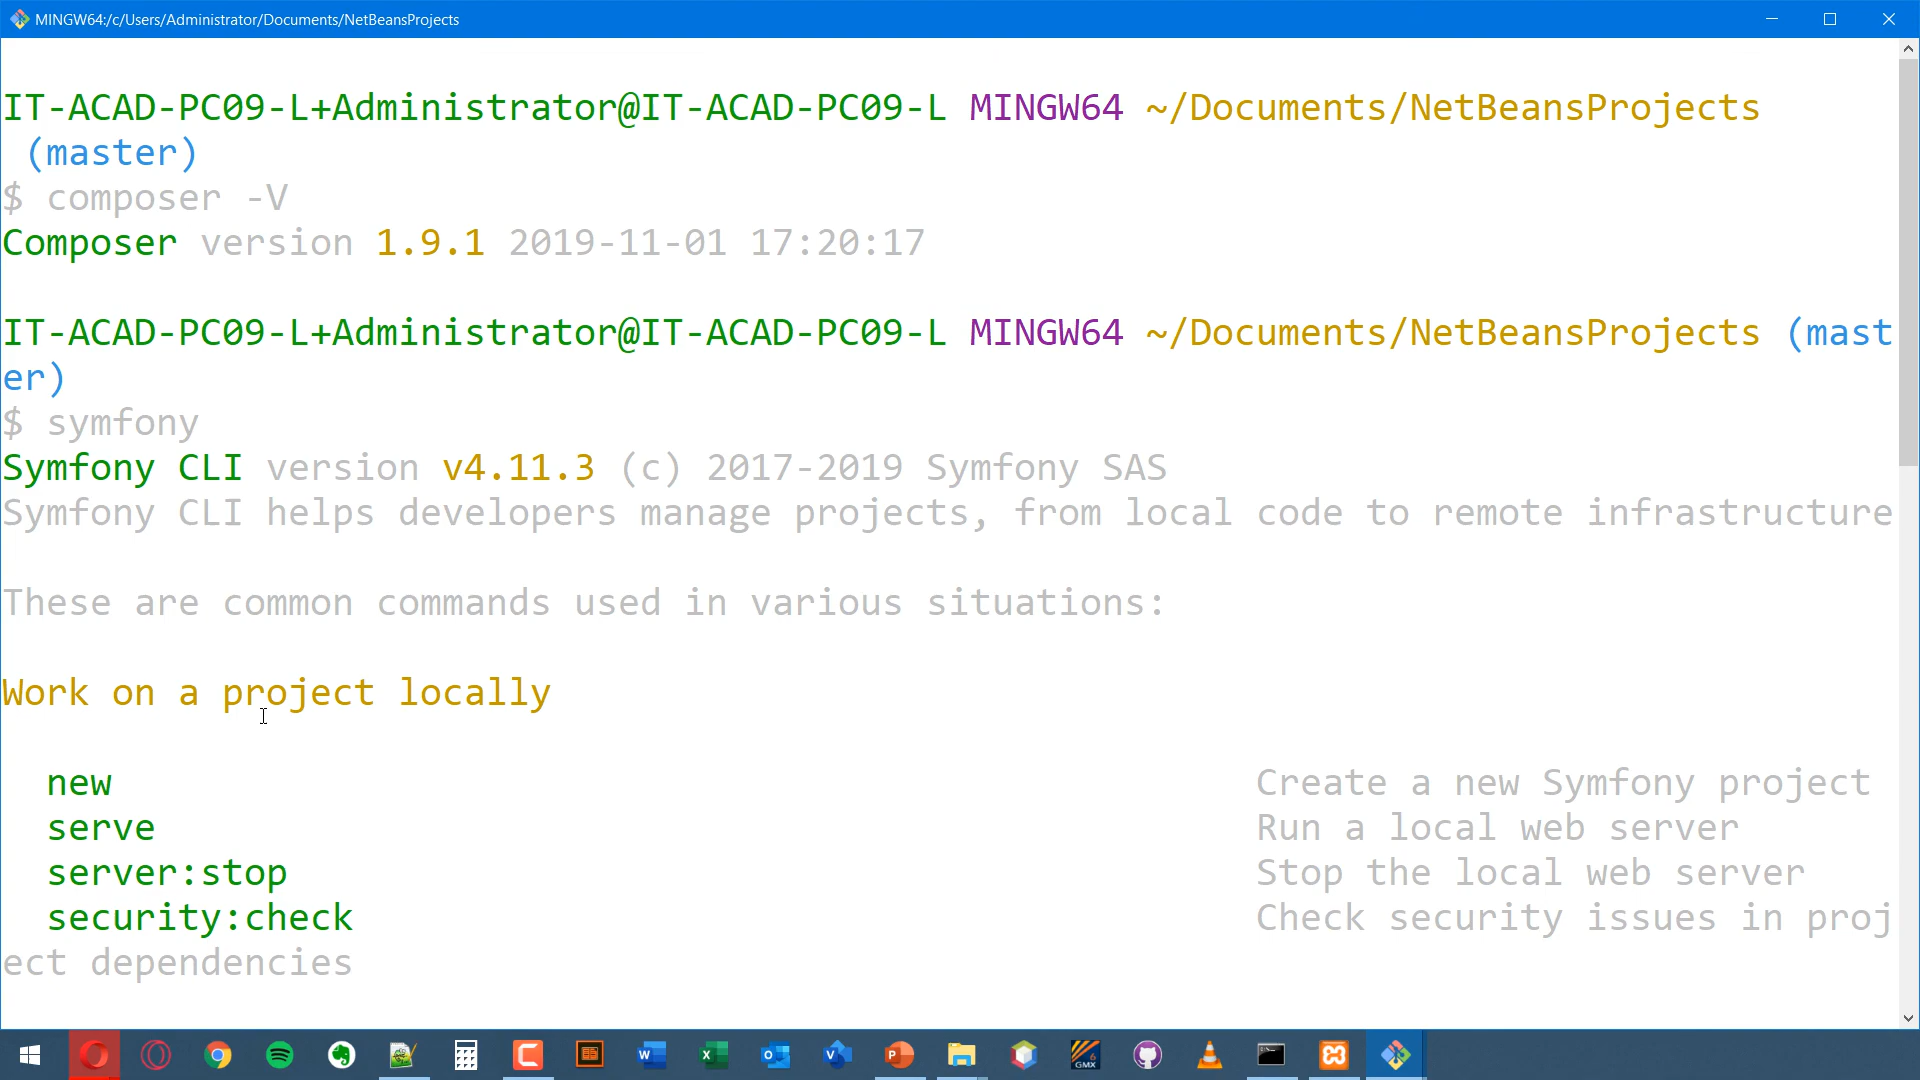 MINGW64:/c/Users/Administrator/Documents/NetBeansProjects
IT-ACAD-PC09-L+Administrator@IT-ACAD-PC09-L MINGW64 ~/Documents/NetBeansProjects
(master)
$ composer -V
Composer version 1.9.1 2019-11-01 17:20:17
IT-ACAD-PC09-L+Administrator@IT-ACAD-PC09-L MINGW64 ~/Documents/NetBeansProjects (mast
er)
$ symfony
Symfony CLI version v4.11.3 (c) 2017-2019 Symfony SAS
Symfony CLI helps developers manage projects, from local code to remote infrastructure
These are common commands used in various situations:
Work on a project locally
new Create a new Symfony project
serve Run a local web server
server:stop Stop the local web server
security:check Check security issues in proj
ect dependencies